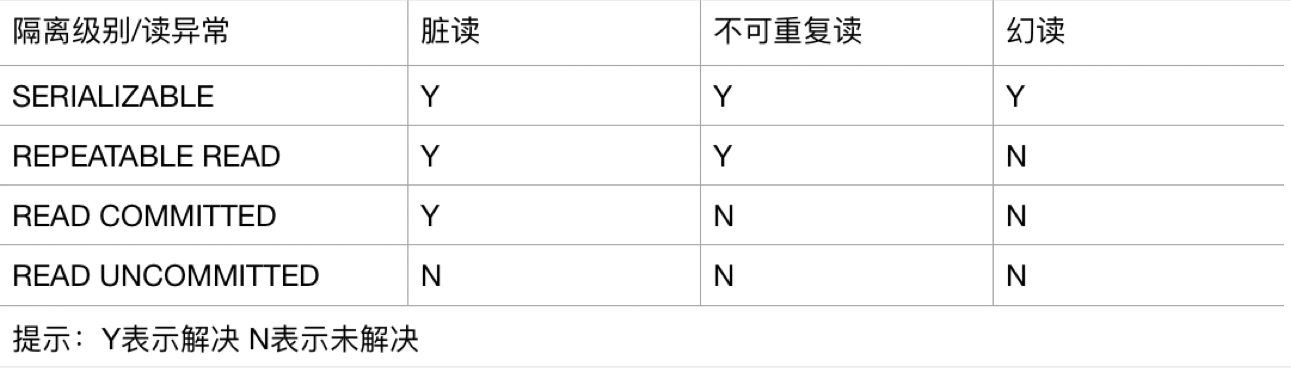 隔离级别/读异常 脏读 不可重复读 幻读
SERIALIZABLE Y Y Y
REPEATABLE READ Y Y N
READ COMMITTED Y N N
READ UNCOMMITTED N N N
提示：Y表示解决 N表示未解决